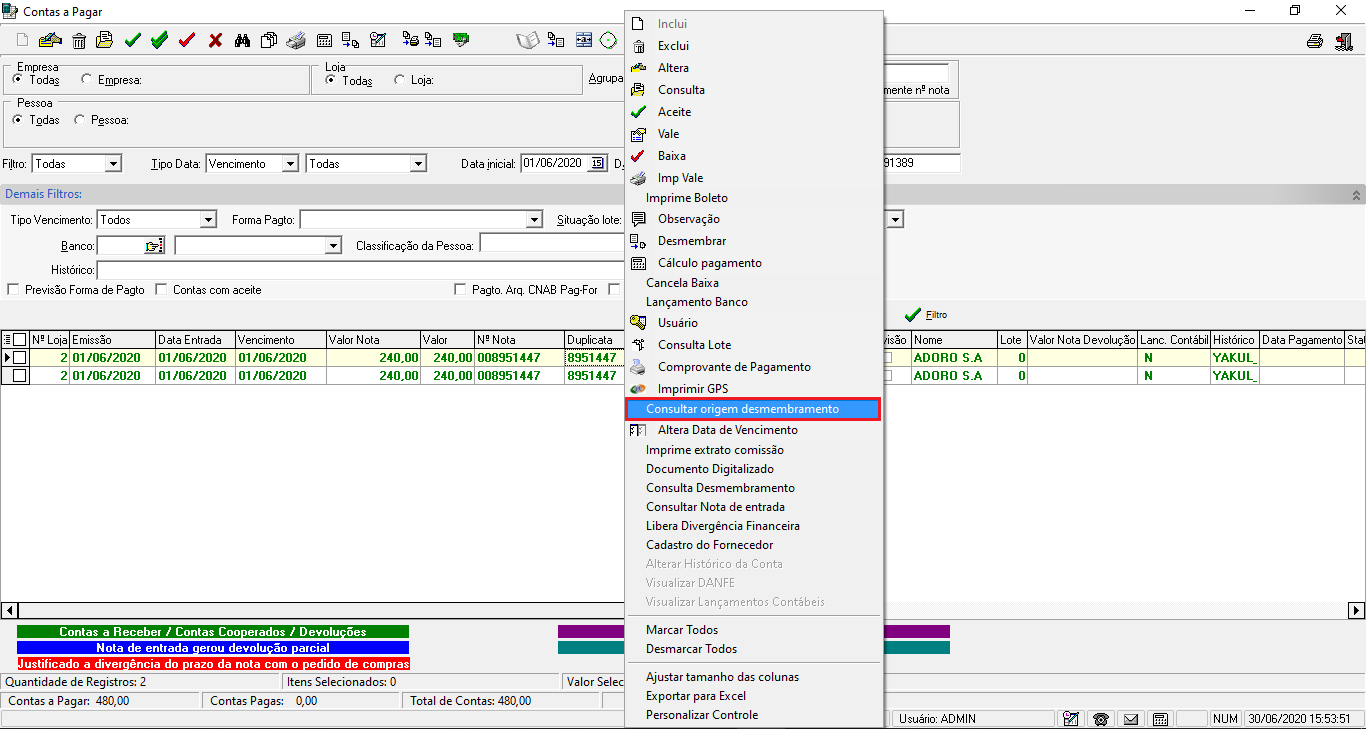 Contas a Pagar
Empresa
Todas
Empresa:
Loja
Todas
Loja:
Agrupa
mente nº nota
Pessoa
Todas
Pessoa:
Filtro:
Todas
Tipo Data:
Vencimento
Todas
Data inicial:
01/06/2020
15
D
91389
Demais Filtros:
Tipo Vencimento:
Todos
Forma Pagto:
Situação lote:
Banco:
Classificação da Pessoa:
Histórico:
Previsão Forma de Pagto
Contas com aceite
Pagto. Arq. CNAB Pag-For
Filtro
Nº Loja Emissão Data Entrada Vencimento Valor Nota Valor Nº Nota Duplicata isão Nome Lote Valor Nota Devolução Lanc. Contábil Histórico Data Pagamento Stat
2 01/06/2020 01/06/2020 01/06/2020 240,00 240,00 008951447 8951447 ADORO S.A 0 N YAKUL_
2 01/06/2020 01/06/2020 01/06/2020 240,00 240,00 008951447 8951447 ADORO S.A 0 N YAKUL_
Inclui
Exclui
Altera
Consulta
Aceite
Vale
Baixa
Imp Vale
Imprime Boleto
Observação
Desmembrar
Cálculo pagamento
Cancela Baixa
Lançamento Banco
Usuário
Consulta Lote
Comprovante de Pagamento
Imprimir GPS
Consultar origem desmembramento
Altera Data de Vencimento
Imprime extrato comissão
Documento Digitalizado
Consulta Desmembramento
Consultar Nota de entrada
Libera Divergência Financeira
Cadastro do Fornecedor
Alterar Histórico da Conta
Visualizar DANFE
Visualizar Lançamentos Contábeis
Marcar Todos
Desmarcar Todos
Ajustar tamanho das colunas
Exportar para Excel
Personalizar Controle
Contas a Receber / Contas Cooperados / Devoluções
Nota de entrada gerou devolução parcial
Justificado a divergência do prazo da nota com o pedido de compras
Quantidade de Registros: 2
Itens Selecionados: 0
Valor Selec
Contas a Pagar: 480,00
Contas Pagas: 0,00
Total de Contas: 480,00
Usuário: ADMIN
NUM
30/06/2020 15:53:51